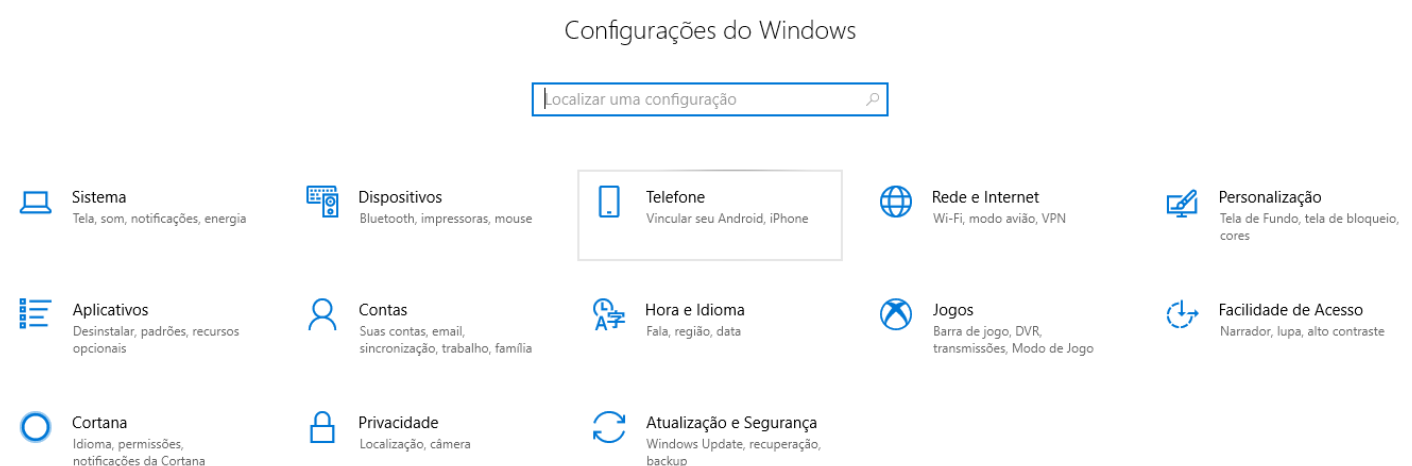 Configurações do Windows
Localizar uma configuração
Sistema
Tela, som, notificações, energia
Dispositivos
Bluetooth, impressoras, mouse
Telefone
Vincular seu Android, iPhone
Rede e Internet
Wi-Fi, modo avião, VPN
Personalização
Tela de Fundo, tela de bloqueio,
cores
Aplicativos
Desinstalar, padrões, recursos
opcionais
Contas
Suas contas, email,
sincronização, trabalho, família
Hora e Idioma
Fala, região, data
Jogos
Barra de jogo, DVR,
transmissões, Modo de Jogo
Facilidade de Acesso
Narrador, lupa, alto contraste
Cortana
Idioma, permissões,
notificações da Cortana
Privacidade
Localização, câmera
Atualização e Segurança
Windows Update, recuperação,
backup